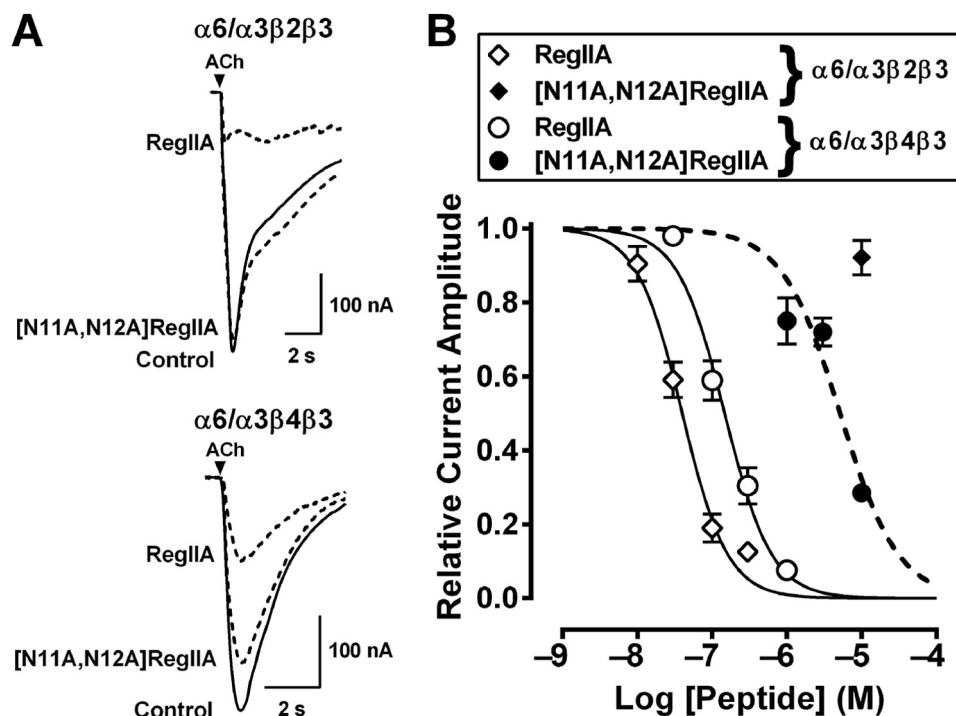 A
α6/α3β2β3
ACh
RegIIA
[N11A,N12A]RegIIA
Control
100 nA
2 s
α6/α3β4β3
ACh
RegIIA
[N11A,N12A]RegIIA
Control
100 nA
2 s
B
RegIIA
[N11A,N12A]RegIIA
} α6/α3β2β3
RegIIA
[N11A,N12A]RegIIA
} α6/α3β4β3
Relative Current Amplitude
1.0
0.8
0.6
0.4
0.2
0.0
–9 –8 –7 –6 –5 –4
Log [Peptide] (M)